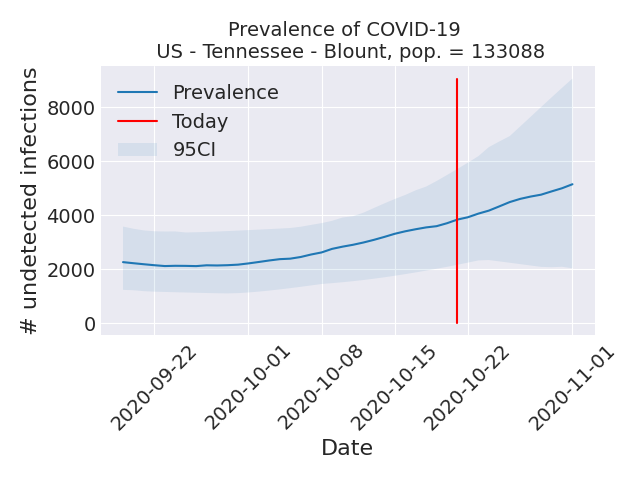 Prevalence of COVID-19
US - Tennessee - Blount, pop. = 133088
Prevalence
Today
95CI
# undetected infections
8000
6000
4000
2000
0
2020-09-22
2020-10-01
2020-10-08
2020-10-15
2020-10-22
2020-11-01
Date